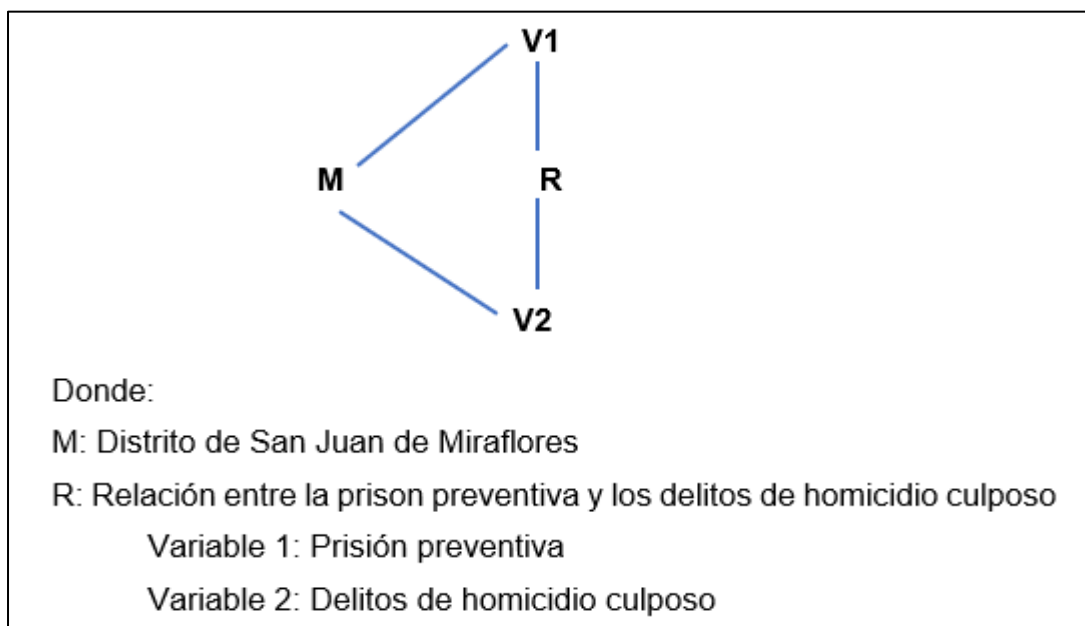 V1
M
R
V2
Donde:
M: Distrito de San Juan de Miraflores
R: Relación entre la prison preventiva y los delitos de homicidio culposo
Variable 1: Prisión preventiva
Variable 2: Delitos de homicidio culposo